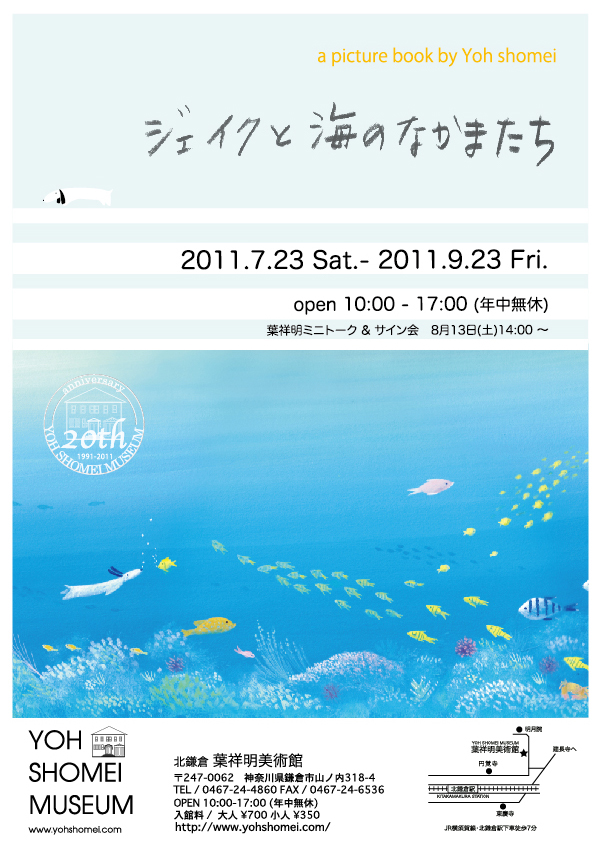 a picture book by Yoh shomei
ジェイクと海のなかまたち
2011.7.23 Sat.- 2011.9.23 Fri.
open 10:00 - 17:00 (年中無休)
葉祥明ミニトーク & サイン会　8月13日(土)14:00 ~
anniversary
20th
1991-2011
YOH SHOMEI MUSEUM
YOH
SHOMEI
MUSEUM
www.yohshomei.com
北鎌倉 葉祥明美術館
〒247-0062　神奈川県鎌倉市山ノ内318-4
TEL / 0467-24-4860 FAX / 0467-24-6536
OPEN 10:00-17:00 (年中無休)
入館料 / 大人 ¥700 小人 ¥350
http://www.yohshomei.com/
明月院
YOH SHOMEI MUSEUM
葉祥明美術館
建長寺へ
円覚寺
北鎌倉駅
KITAKAMAKURA STATION
東慶寺
JR横須賀線・北鎌倉駅下車徒歩7分